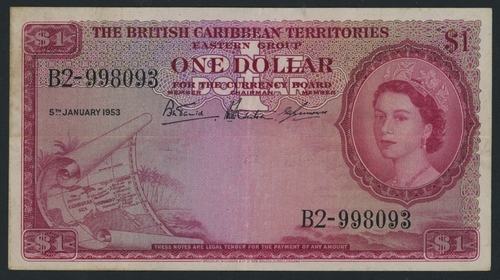 $1 THE BRITISH CARIBBEAN TERRITORIES $1
EASTERN GROUP
B2-998093 ONE DOLLAR
FOR THE CURRENCY BOARD
MEMBER CHAIRMAN MEMBER
5TH JANUARY 1953
B2-998093
$1 THESE NOTES ARE LEGAL TENDER FOR THE PAYMENT OF ANY AMOUNT $1